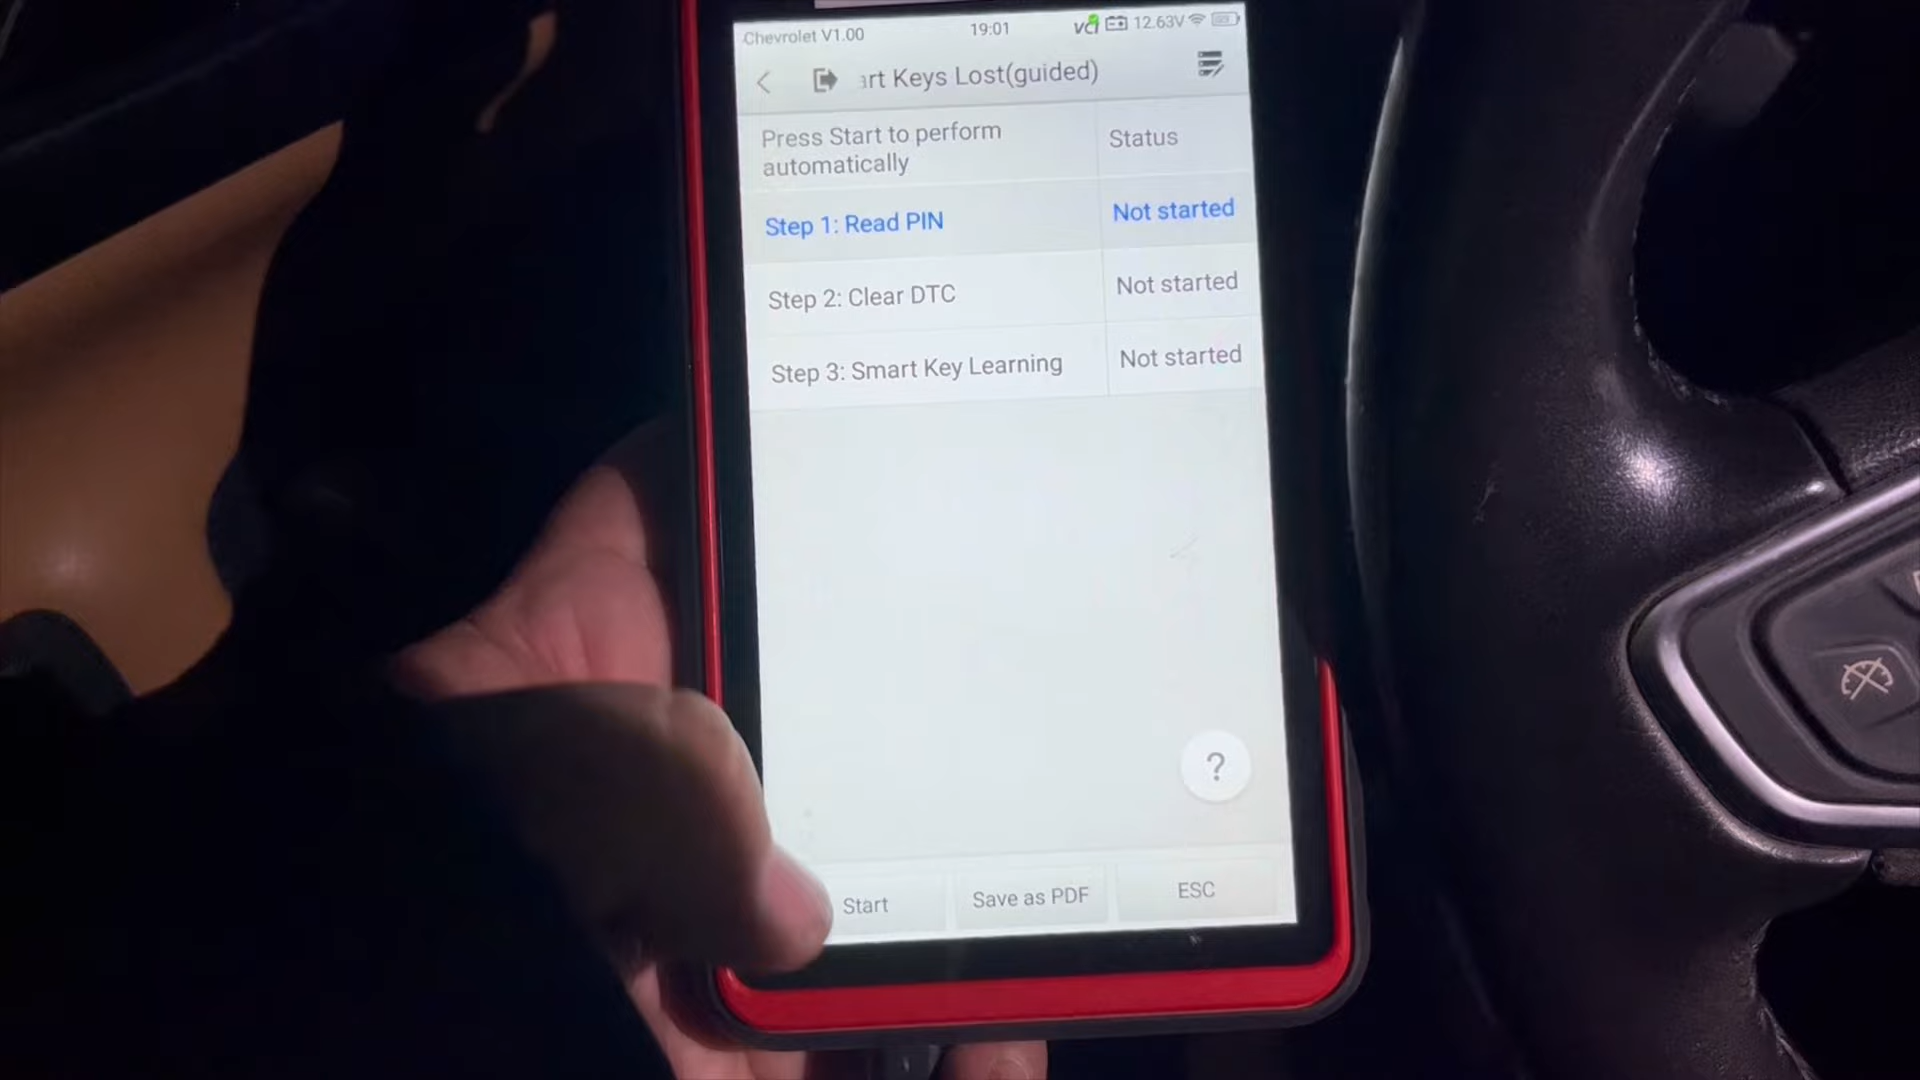 Chevrolet V1.00 19:01 vci 12.63V
art Keys Lost(guided)
Press Start to perform
automatically
Status
Step 1: Read PIN Not started
Step 2: Clear DTC Not started
Step 3: Smart Key Learning Not started
?
Start Save as PDF ESC